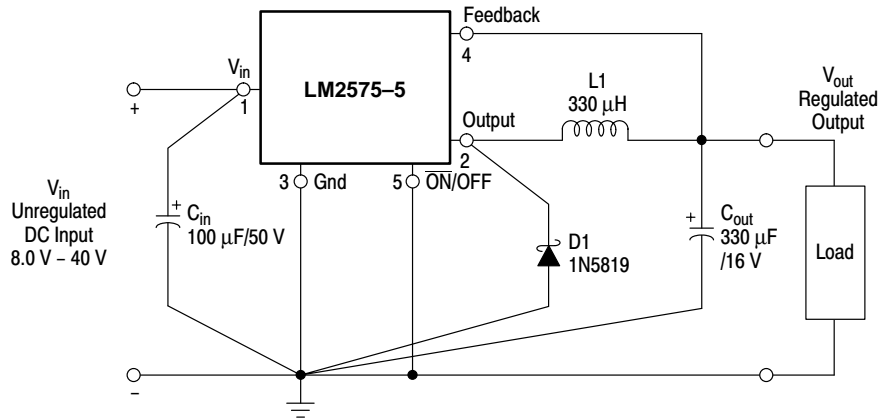 Feedback
4
V_in
+
1
LM2575–5
L1
330 μH
V_out
Regulated
Output
Output
2
3 Gnd
5 O̅N̅/OFF
V_in
Unregulated
DC Input
8.0 V – 40 V
+
C_in
100 μF/50 V
D1
1N5819
+
C_out
330 μF
/16 V
Load
–